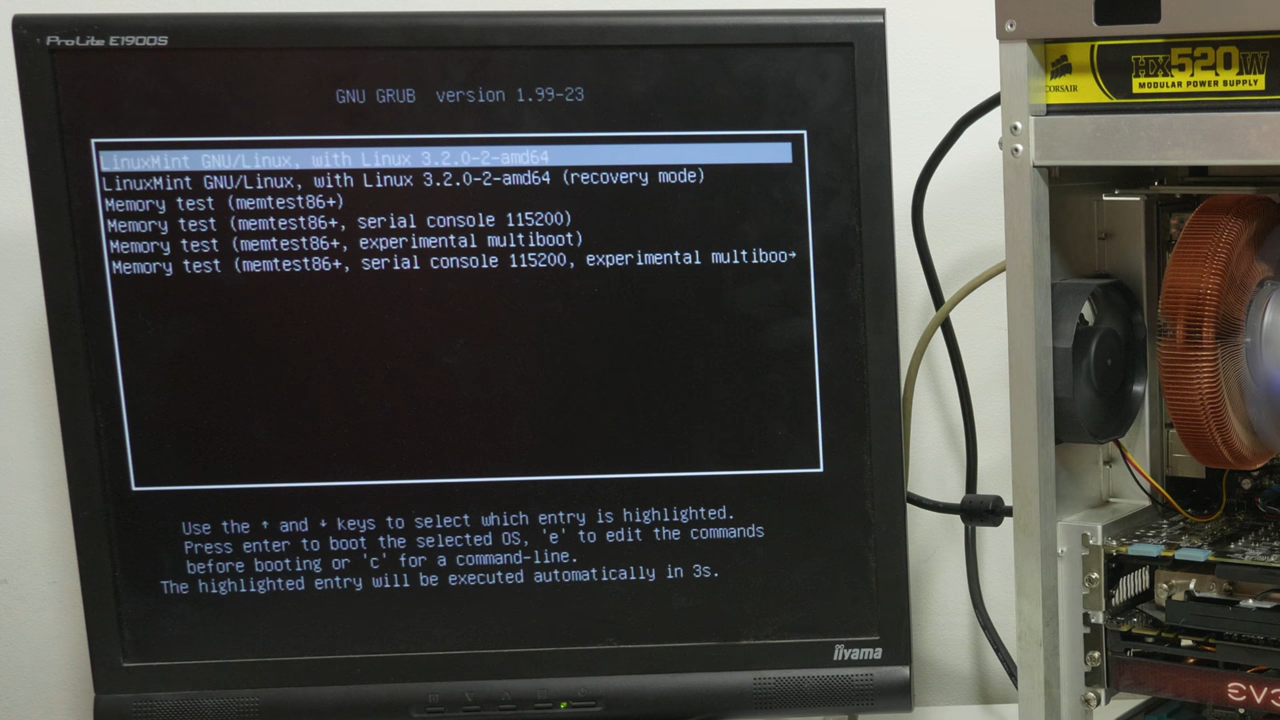 ProLite E1900S
GNU GRUB version 1.99-23
LinuxMint GNU/Linux, with Linux 3.2.0-2-amd64
LinuxMint GNU/Linux, with Linux 3.2.0-2-amd64 (recovery mode)
Memory test (memtest86+)
Memory test (memtest86+, serial console 115200)
Memory test (memtest86+, experimental multiboot)
Memory test (memtest86+, serial console 115200, experimental multiboo→
Use the ↑ and ↓ keys to select which entry is highlighted.
Press enter to boot the selected OS, 'e' to edit the commands
before booting or 'c' for a command-line.
The highlighted entry will be executed automatically in 3s.
iiyama
CORSAIR
HX520W
MODULAR POWER SUPPLY
EV